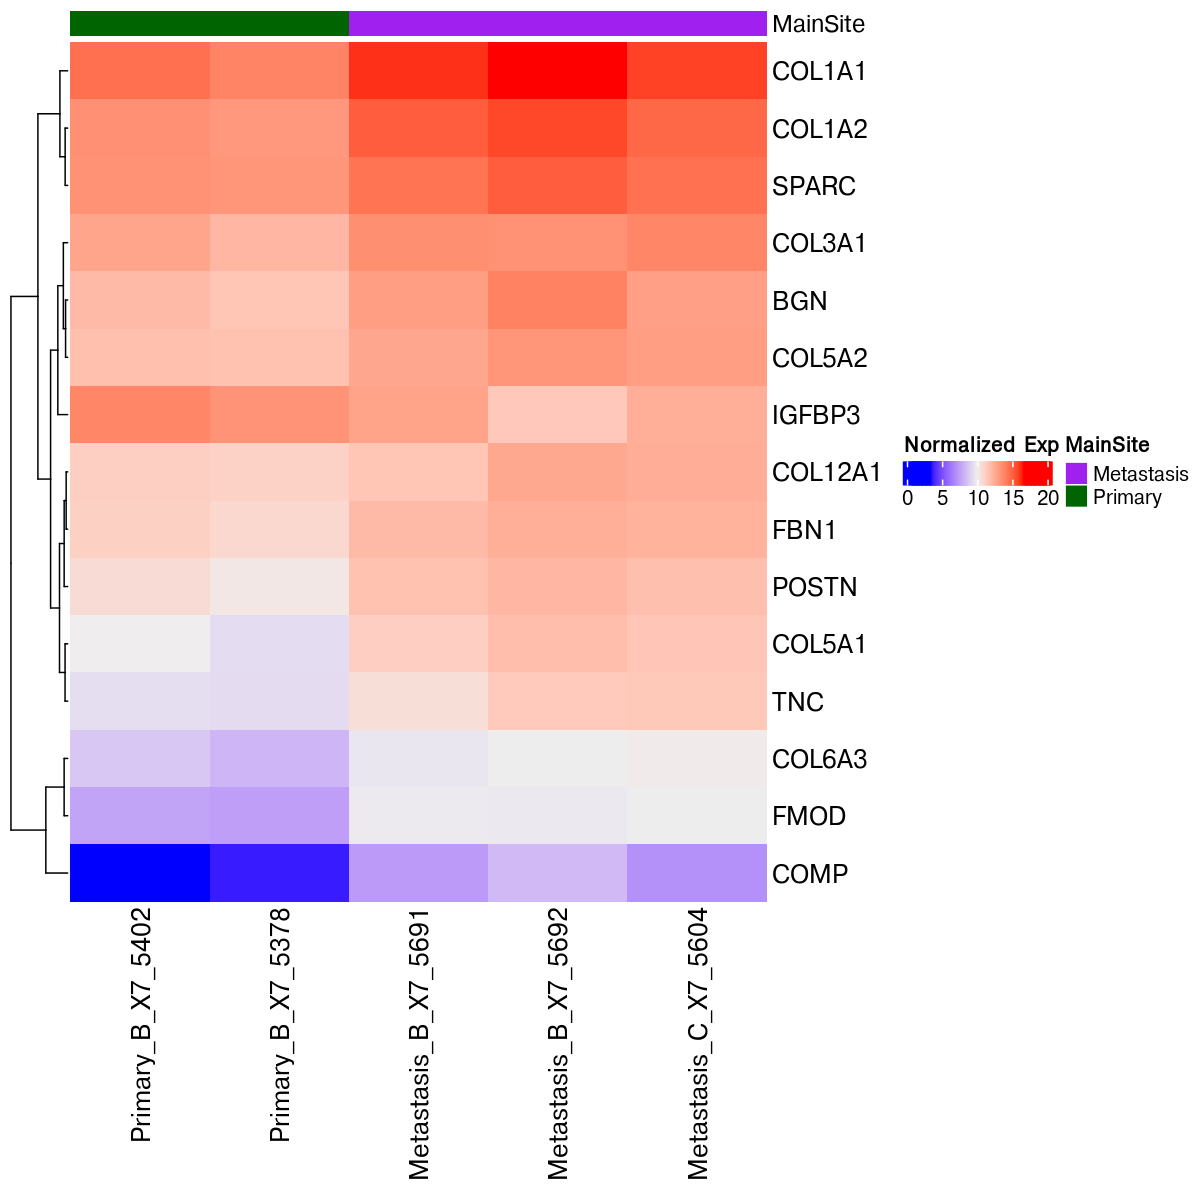 MainSite
COL1A1
COL1A2
SPARC
COL3A1
BGN
COL5A2
IGFBP3
COL12A1
FBN1
POSTN
COL5A1
TNC
COL6A3
FMOD
COMP
Normalized Exp
0 5 10 15 20
MainSite
Metastasis
Primary
Primary_B_X7_5402
Primary_B_X7_5378
Metastasis_B_X7_5691
Metastasis_B_X7_5692
Metastasis_C_X7_5604